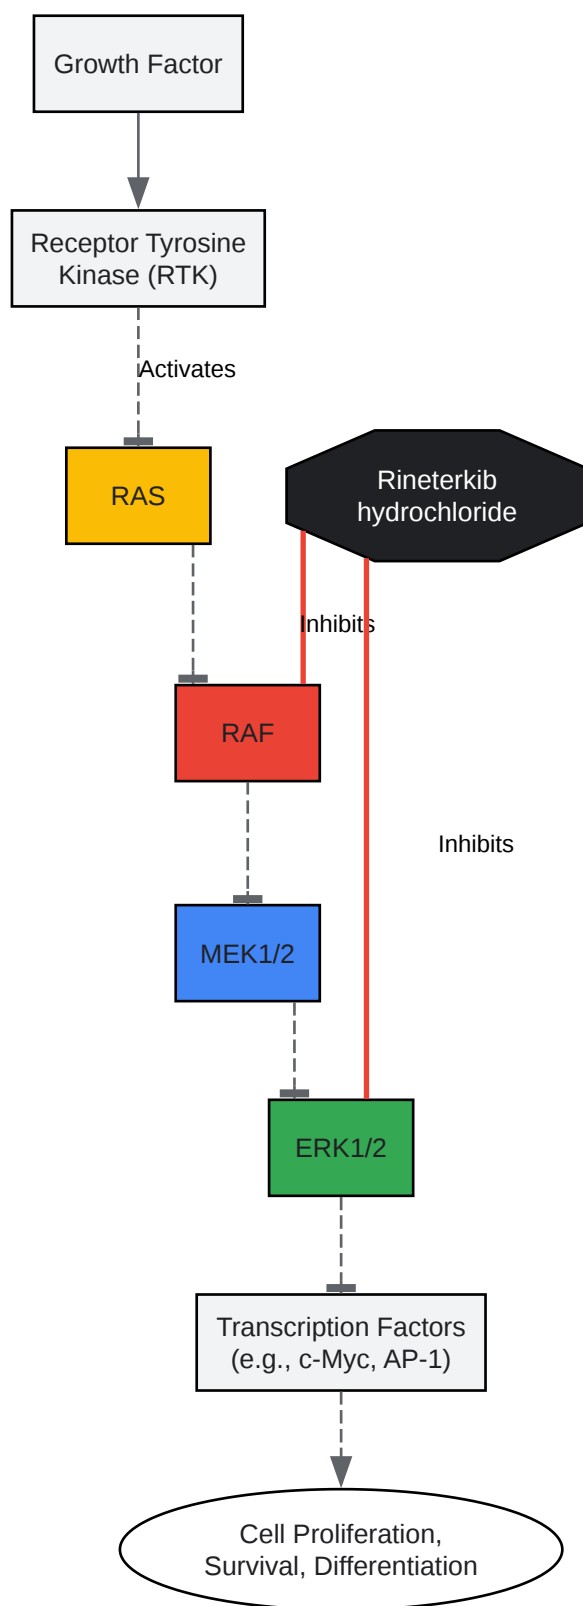 Growth Factor
Receptor Tyrosine
Kinase (RTK)
Activates
RAS
Rineterkib
hydrochloride
Inhibits
RAF
Inhibits
MEK1/2
ERK1/2
Transcription Factors
(e.g., c-Myc, AP-1)
Cell Proliferation,
Survival, Differentiation